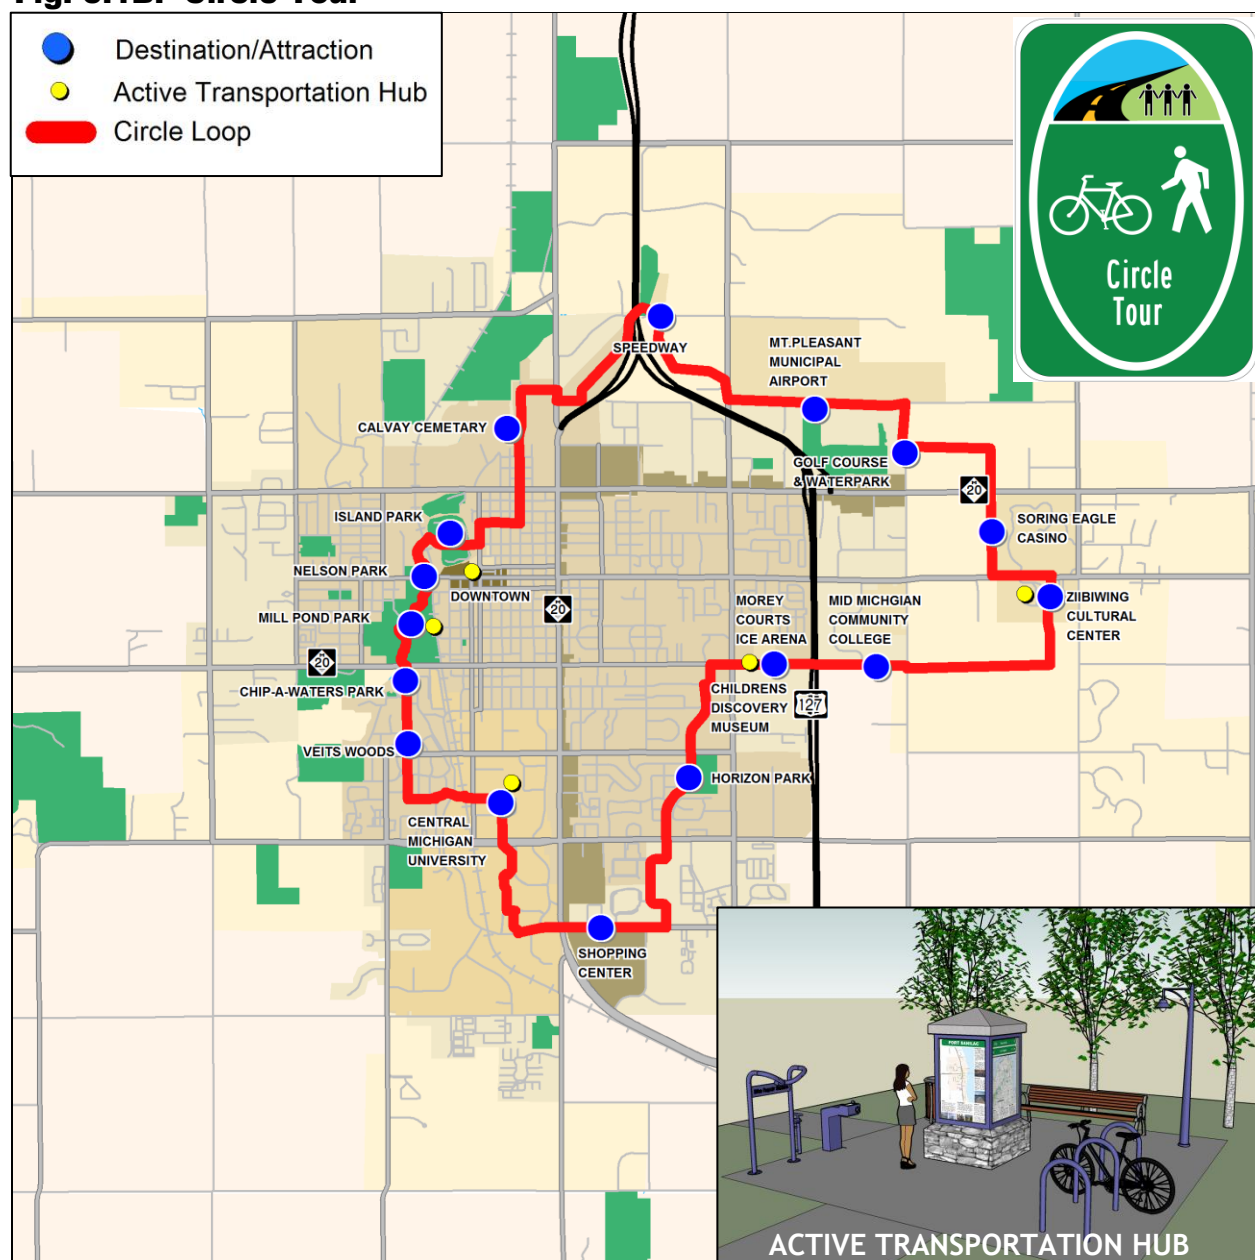 Destination/Attraction
Active Transportation Hub
Circle Loop
Circle
Tour
SPEEDWAY
MT.PLEASANT
MUNICIPAL
AIRPORT
CALVAY CEMETARY
GOLF COURSE
& WATERPARK
20
ISLAND PARK
SORING EAGLE
CASINO
NELSON PARK
DOWNTOWN
20
MILL POND PARK
MOREY
COURTS
ICE ARENA
MID MICHGIAN
COMMUNITY
COLLEGE
ZIIBIWING
CULTURAL
CENTER
20
CHIP-A-WATERS PARK
CHILDRENS
DISCOVERY
MUSEUM
127
VEITS WOODS
HORIZON PARK
CENTRAL
MICHIGAN
UNIVERSITY
SHOPPING
CENTER
ACTIVE TRANSPORTATION HUB